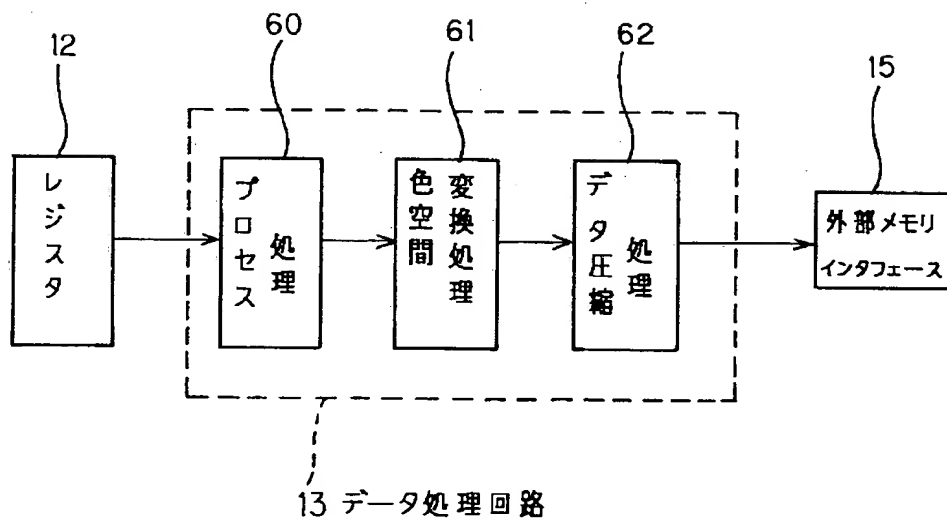 12
60
61
62
15
レジスタ
プロセス
処理
色空間
変換処理
デタ圧縮
処理
外部メモリ
インタフェース
13 データ処理回路